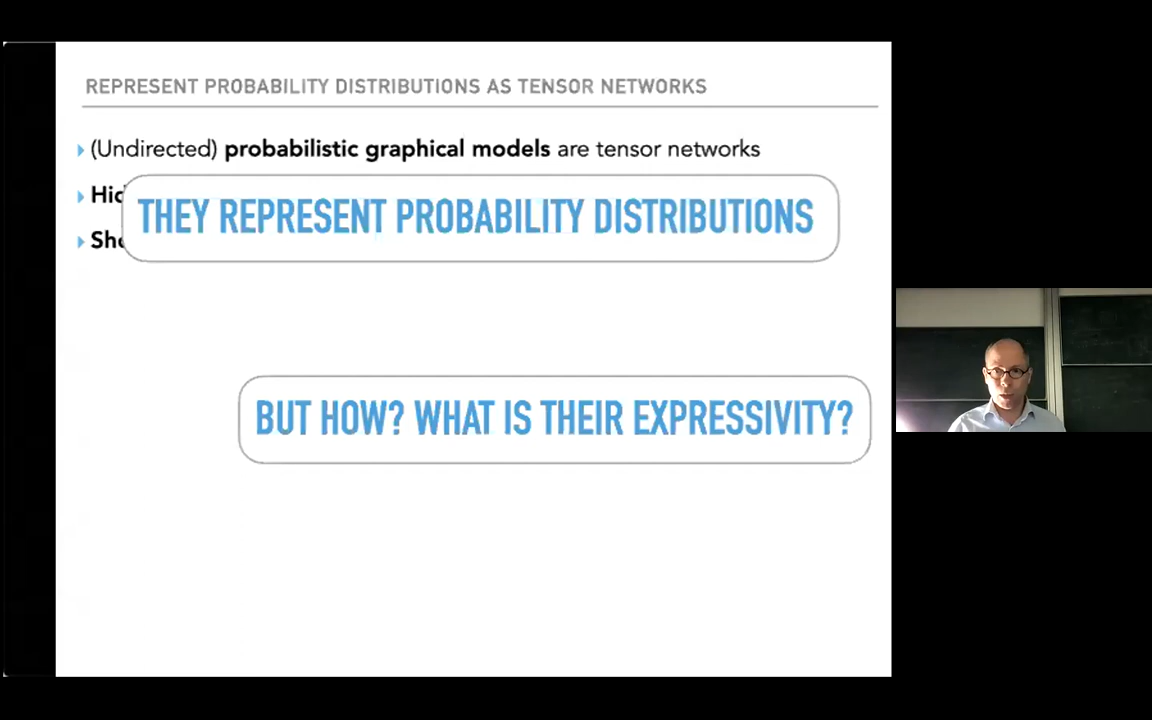 REPRESENT PROBABILITY DISTRIBUTIONS AS TENSOR NETWORKS
(Undirected) probabilistic graphical models are tensor networks
THEY REPRESENT PROBABILITY DISTRIBUTIONS
BUT HOW? WHAT IS THEIR EXPRESSIVITY?